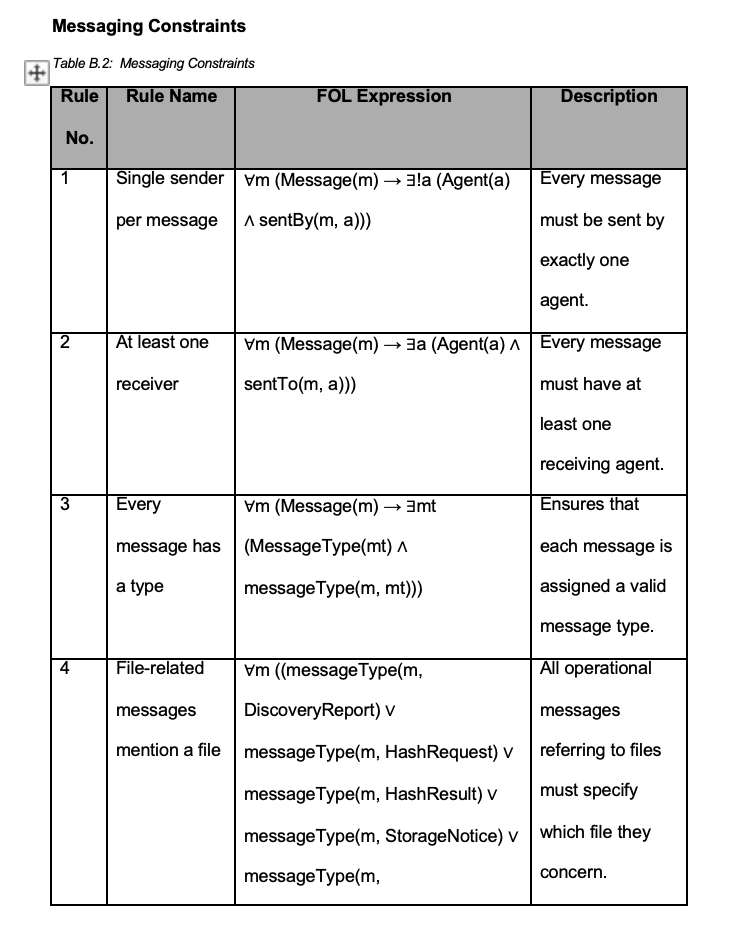 Messaging Constraints
Table B.2: Messaging Constraints
Rule No.
Rule Name
FOL Expression
Description
1
Single sender
per message
∀m (Message(m) → ∃!a (Agent(a)
∧ sentBy(m, a)))
Every message
must be sent by
exactly one
agent.
2
At least one
receiver
∀m (Message(m) → ∃a (Agent(a) ∧
sentTo(m, a)))
Every message
must have at
least one
receiving agent.
3
Every
message has
a type
∀m (Message(m) → ∃mt
(MessageType(mt) ∧
messageType(m, mt)))
Ensures that
each message is
assigned a valid
message type.
4
File-related
messages
mention a file
∀m ((messageType(m,
DiscoveryReport) ∨
messageType(m, HashRequest) ∨
messageType(m, HashResult) ∨
messageType(m, StorageNotice) ∨
messageType(m,
All operational
messages
referring to files
must specify
which file they
concern.